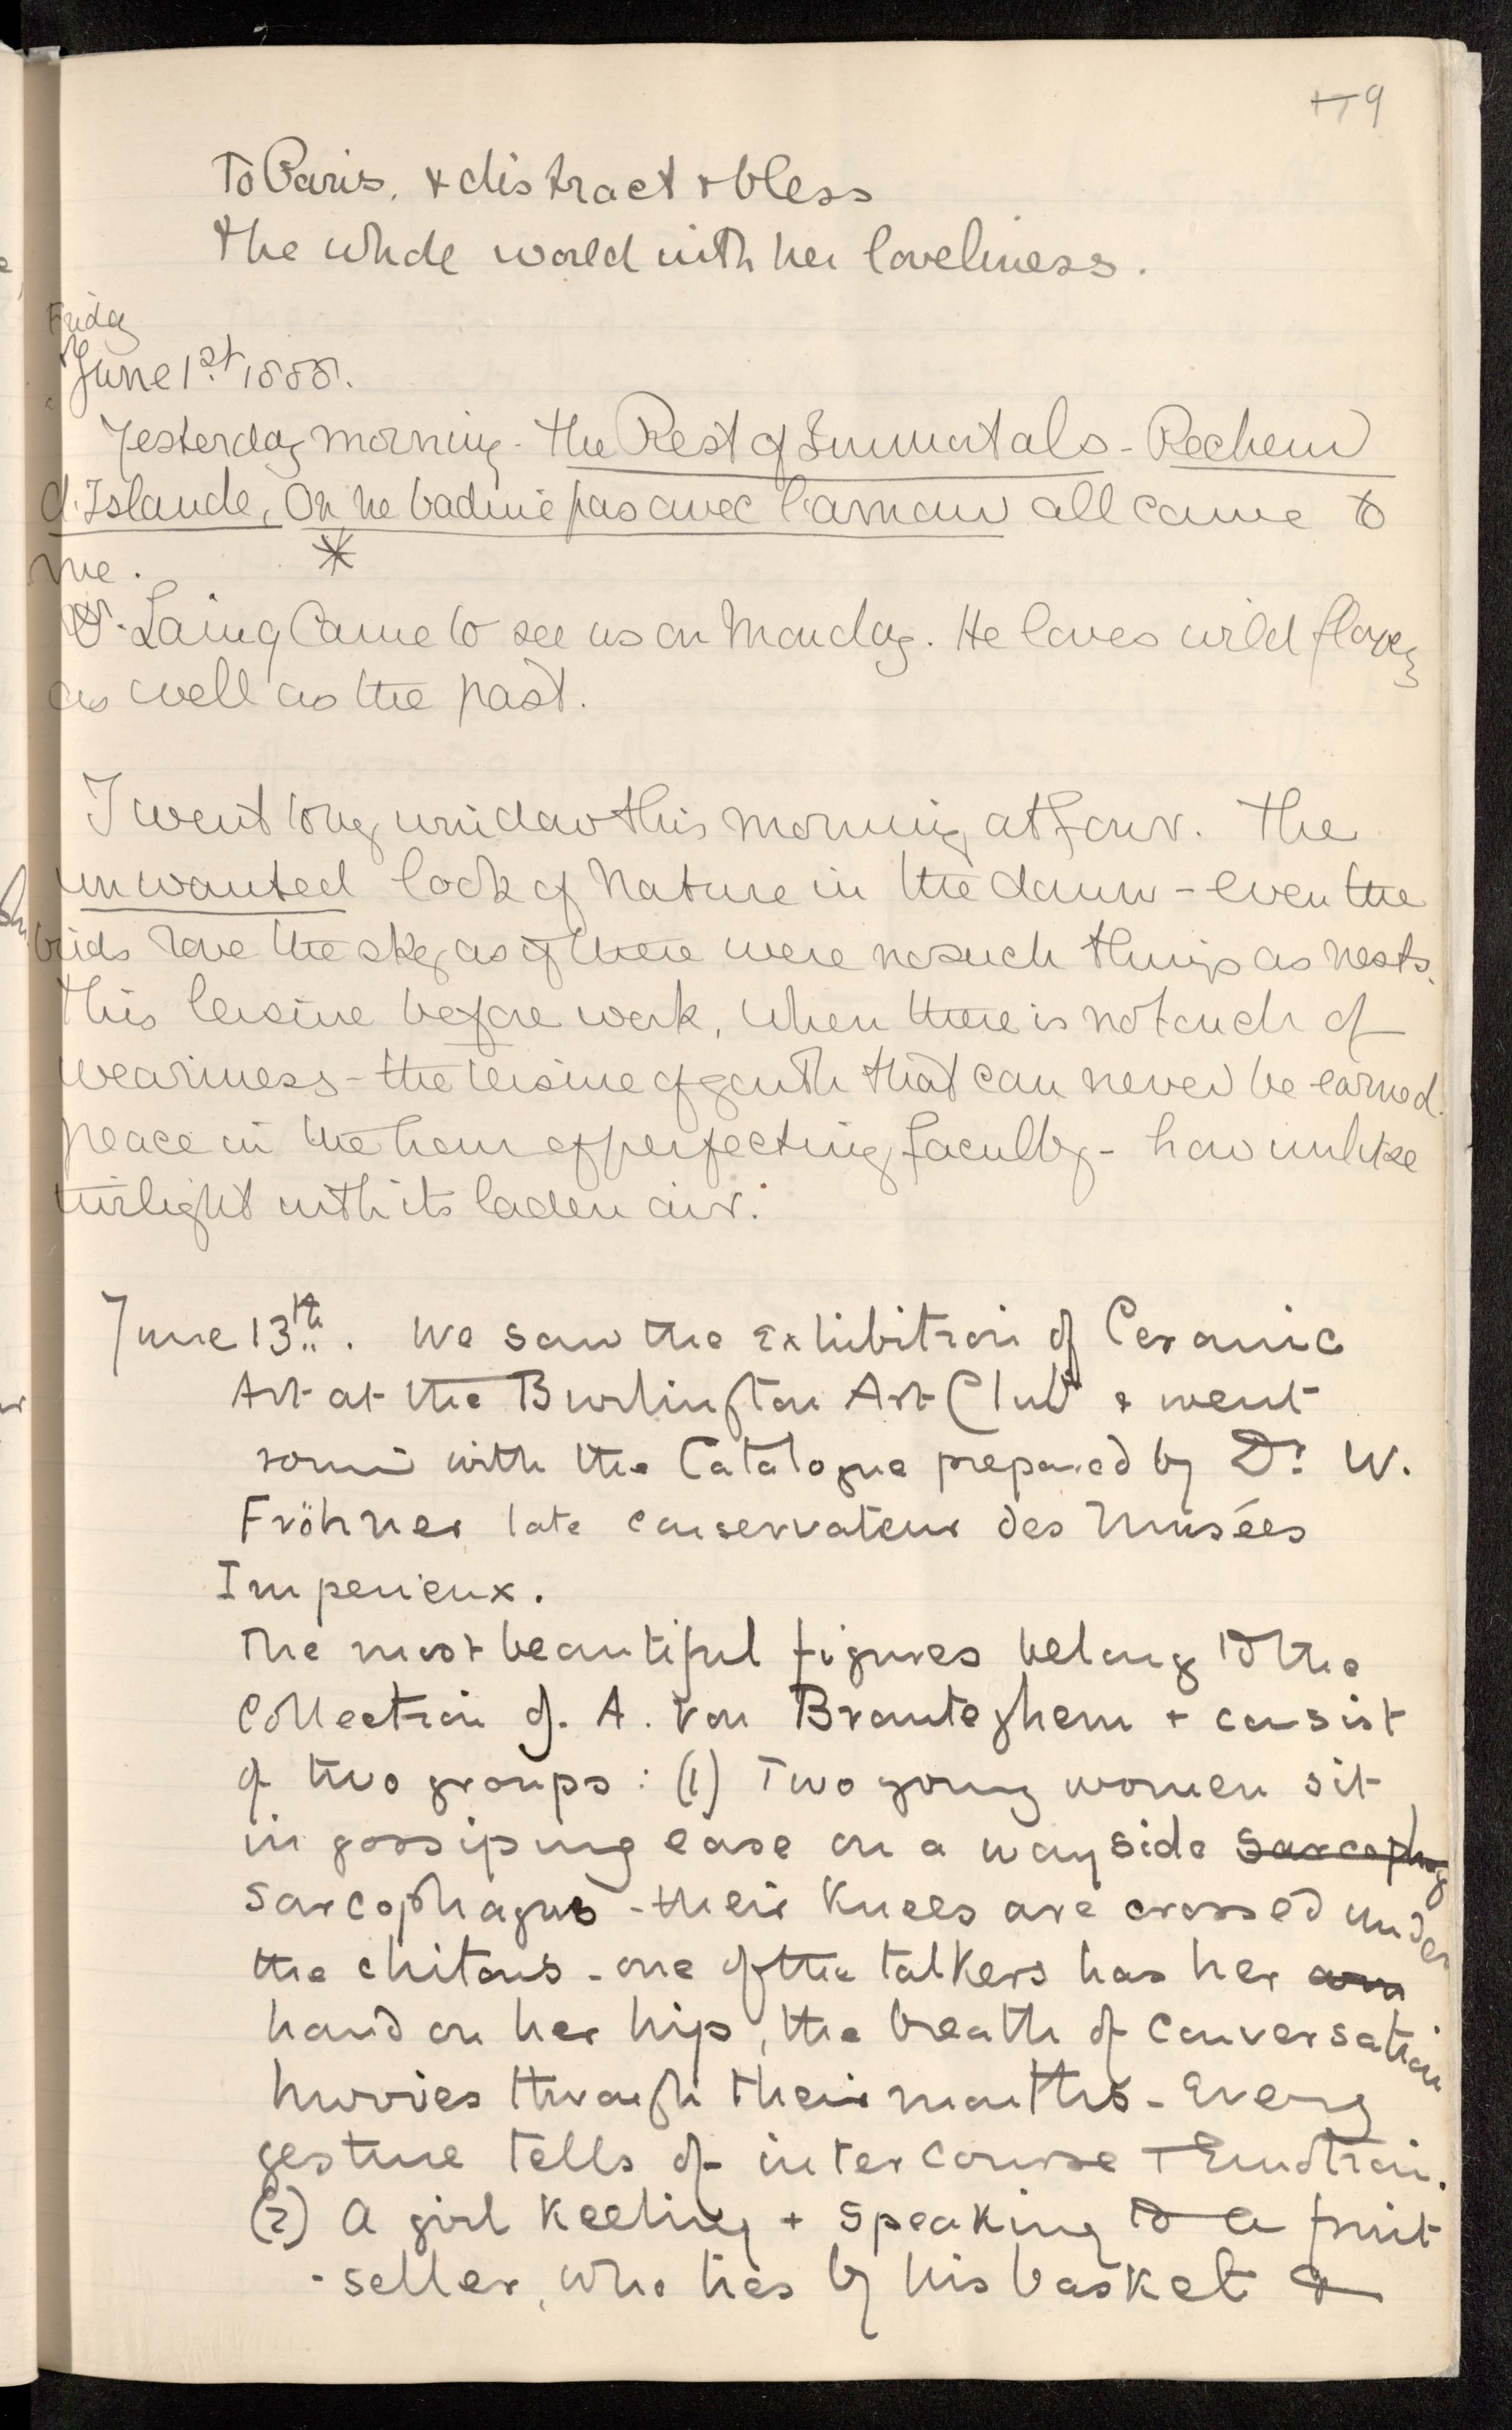 9
To Paris, & distract & bless
the whole world with her loveliness.
Friday
June 1st 1888.
Yesterday morning - the Rest of Immortals - Pecheur
d'Islande, On ne badine pas avec l'amour all came to
me.
*
Dr. Laing came to see us on Monday. He loves wild flowers
as well as the past.
I went to my window this morning at four. The
unwonted look of Nature in the dawn - even the
birds rove the sky as if there were no such things as nests.
This leisure before work, when there is no touch of
weariness - the leisure of youth that can never be earned.
peace in the hour of perfecting faculty - how unlike
twilight with its laden air.
June 13th. We saw the Exhibition of Ceramic
Art at the Burlington Art Club & went
round with the Catalogue prepared by Dr W.
Fröhner late conservateur des Musées
Imperieux.
The most beautiful figures belong to the
Collection of A. van Branteghem + consist
of two groups: (1) Two young women sit
in gossiping ease on a wayside sarcophag
sarcophagus - their knees are crossed under
the chitons - one of the talkers has her arm
hand on her hip, the breath of conversation
hurries through their mouths - Every
gesture tells of intercourse + Emotion.
(2) A girl Keeling + speaking to a fruit
-seller, who lies by his basket &